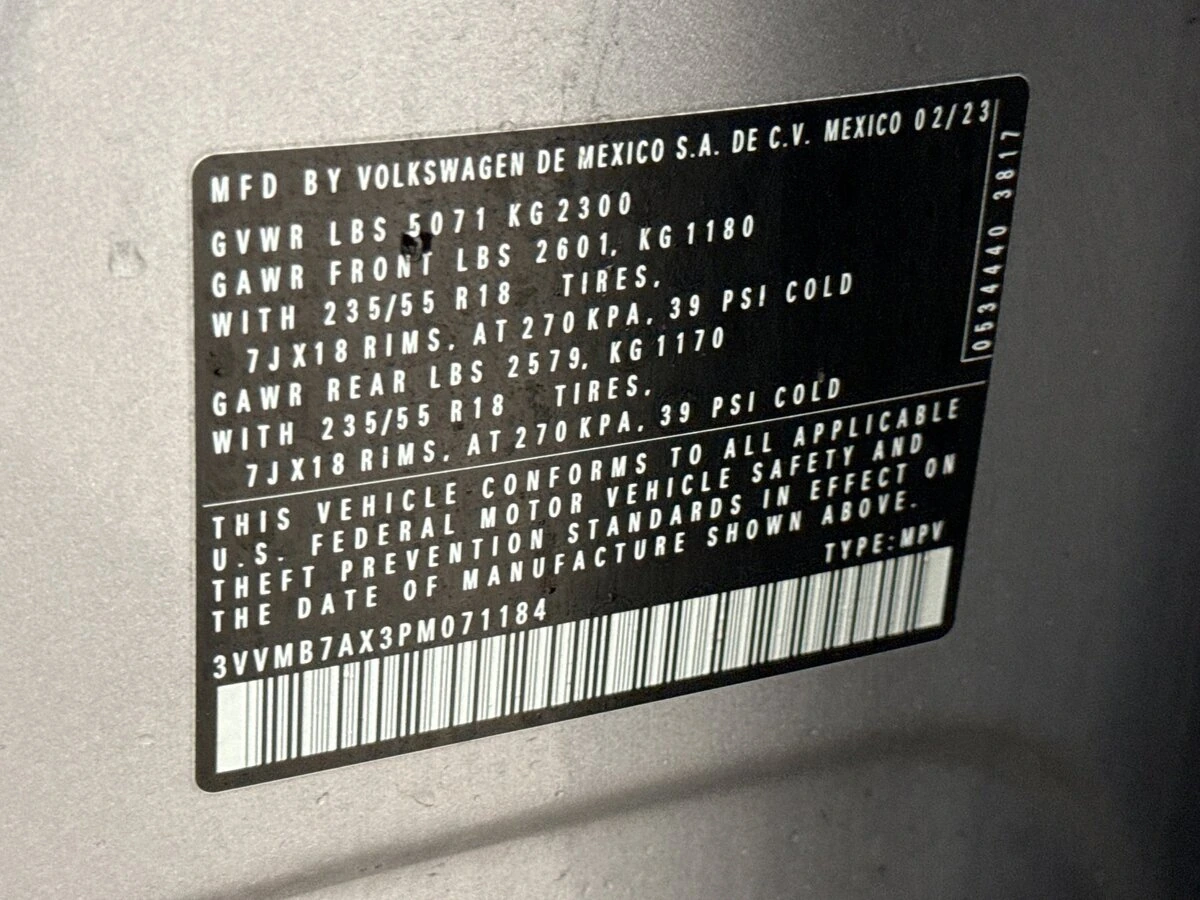 MFD BY VOLKSWAGEN DE MEXICO S.A. DE C.V. MEXICO 02/23
GVWR LBS 5071 KG 2300
GAWR FRONT LBS 2601, KG 1180
WITH 235/55 R18 TIRES,
7J X18 RIMS, AT 270 KPA, 39 PSI COLD
GAWR REAR LBS 2579, KG 1170
WITH 235/55 R18 TIRES,
7J X18 RIMS, AT 270 KPA, 39 PSI COLD
0534440 3817
THIS VEHICLE CONFORMS TO ALL APPLICABLE
U.S. FEDERAL MOTOR VEHICLE SAFETY AND
THEFT PREVENTION STANDARDS IN EFFECT ON
THE DATE OF MANUFACTURE SHOWN ABOVE.
TYPE:MPV
3VVMB7AX3PM071184